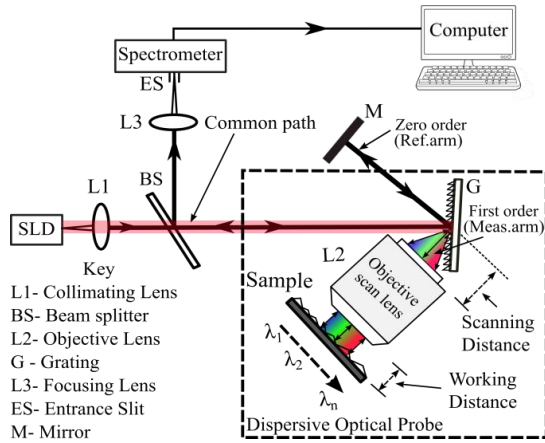 Spectrometer
Computer
ES
L3
Common path
M
Zero order
(Ref.arm)
BS
G
L1
First order
(Meas.arm)
SLD
L2
Objective
scan lens
Sample
Key
L1- Collimating Lens
BS- Beam splitter
L2- Objective Lens
G - Grating
L3- Focusing Lens
ES- Entrance Slit
M- Mirror
Scanning
Distance
λ1
λ2
λn
Working
Distance
Dispersive Optical Probe